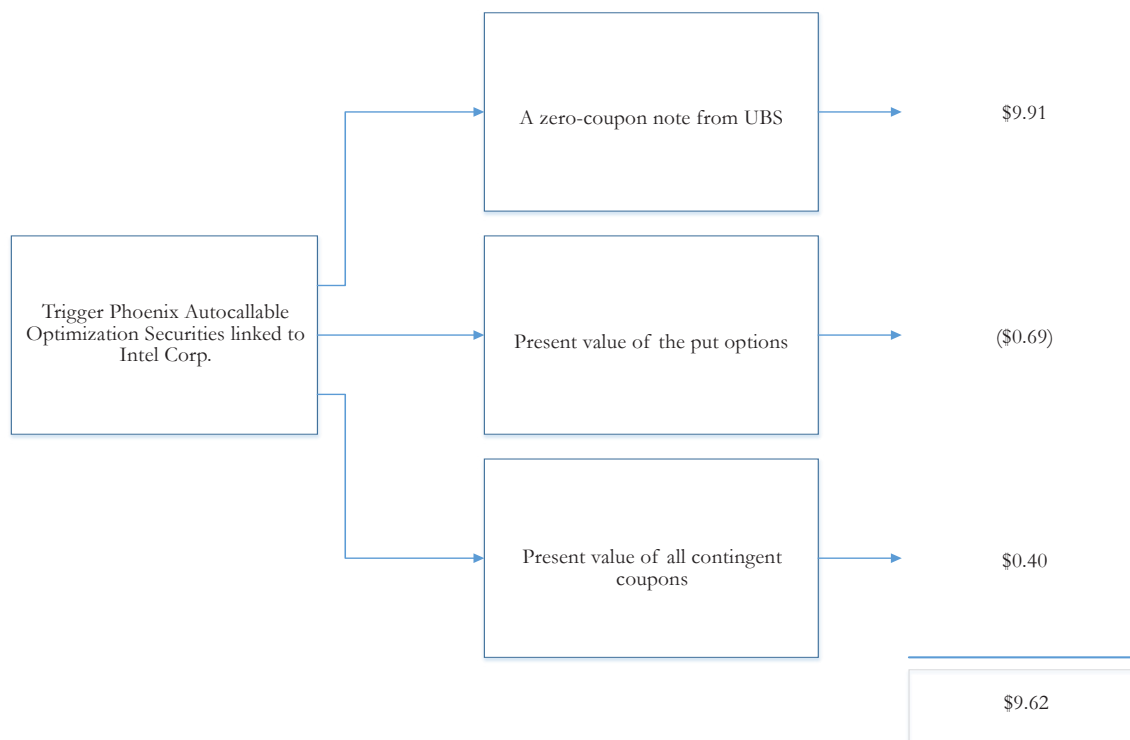 A zero-coupon note from UBS
$9.91
Trigger Phoenix Autocallable
Optimization Securities linked to
Intel Corp.
Present value of the put options
($0.69)
Present value of all contingent
coupons
$0.40
$9.62